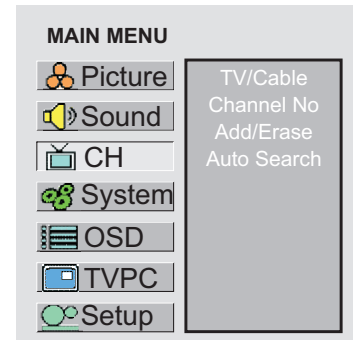 MAIN MENU
Picture
Sound
CH
System
OSD
TVPC
Setup
TV/Cable
Channel No
Add/Erase
Auto Search